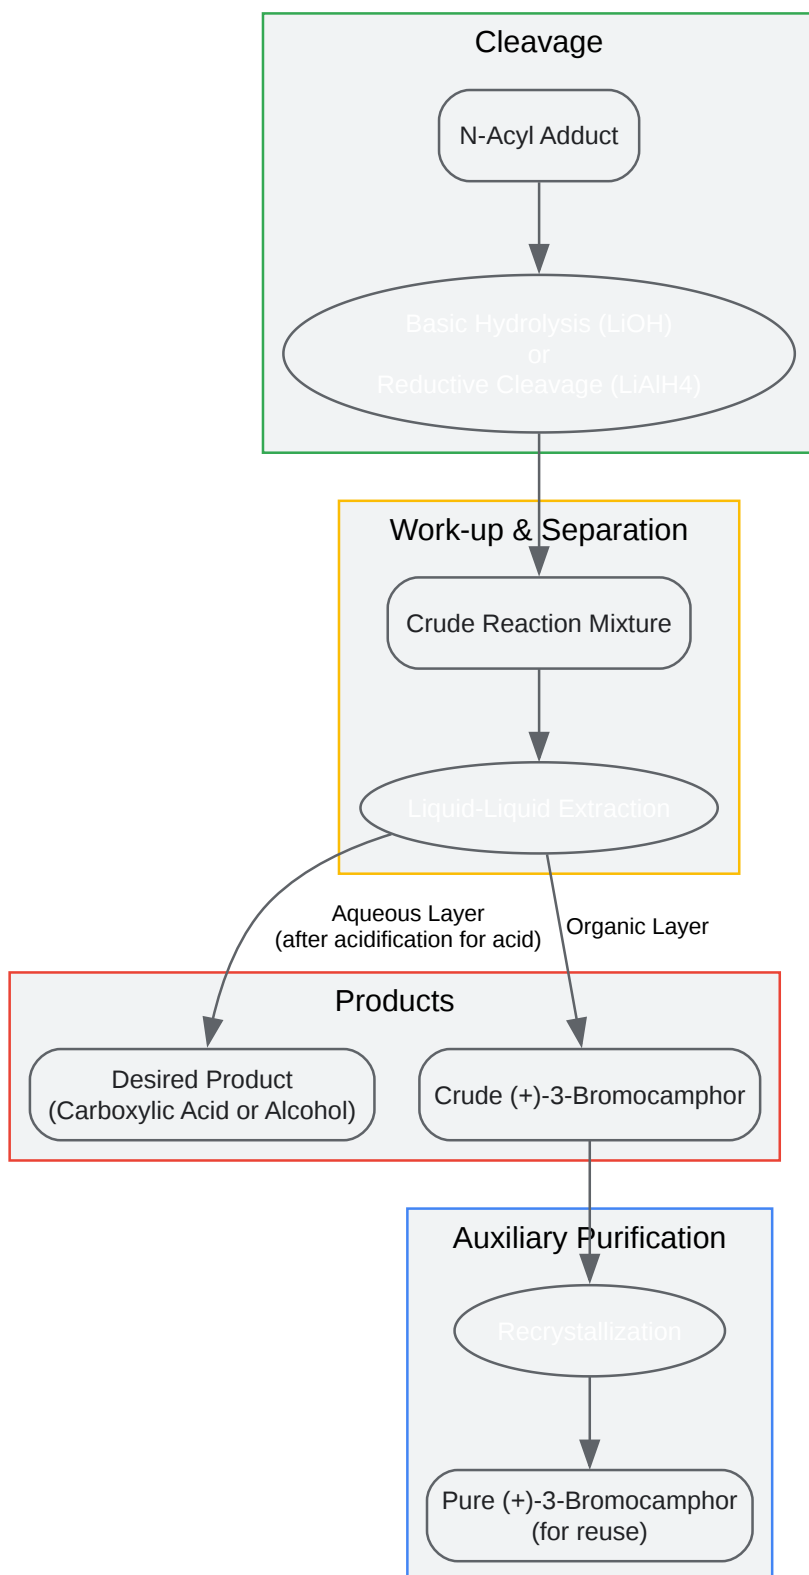 Cleavage
N-Acyl Adduct
Basic Hydrolysis (LiOH)
or
Reductive Cleavage (LiAlH4)
Work-up & Separation
Crude Reaction Mixture
Liquid-Liquid Extraction
Aqueous Layer
(after acidification for acid)
Organic Layer
Products
Desired Product
(Carboxylic Acid or Alcohol)
Crude (+)-3-Bromocamphor
Auxiliary Purification
Recrystallization
Pure (+)-3-Bromocamphor
(for reuse)